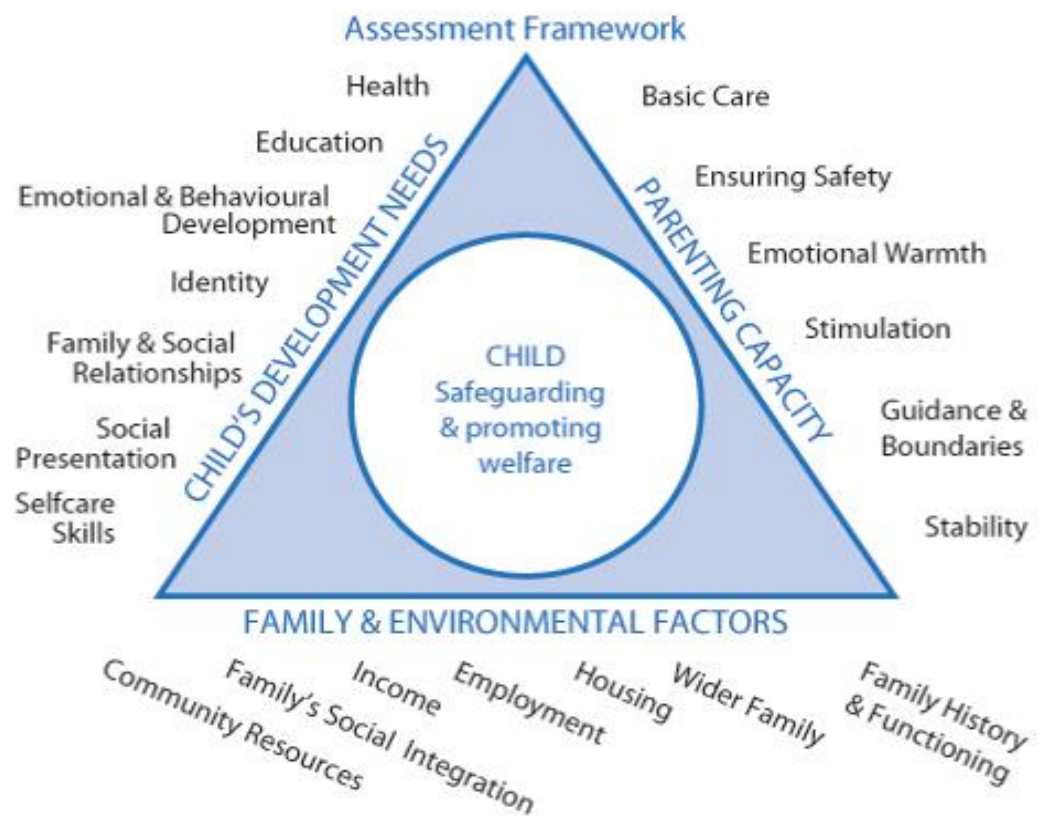 Assessment Framework
Health
Education
Emotional & Behavioural
Development
Identity
Family & Social
Relationships
Social
Presentation
Selfcare
Skills
CHILD'S DEVELOPMENT NEEDS
Basic Care
Ensuring Safety
Emotional Warmth
Stimulation
Guidance &
Boundaries
Stability
PARENTING CAPACITY
CHILD
Safeguarding
& promoting
welfare
FAMILY & ENVIRONMENTAL FACTORS
Community Resources
Family's Social Integration
Income
Employment
Housing
Wider Family
Family History
& Functioning